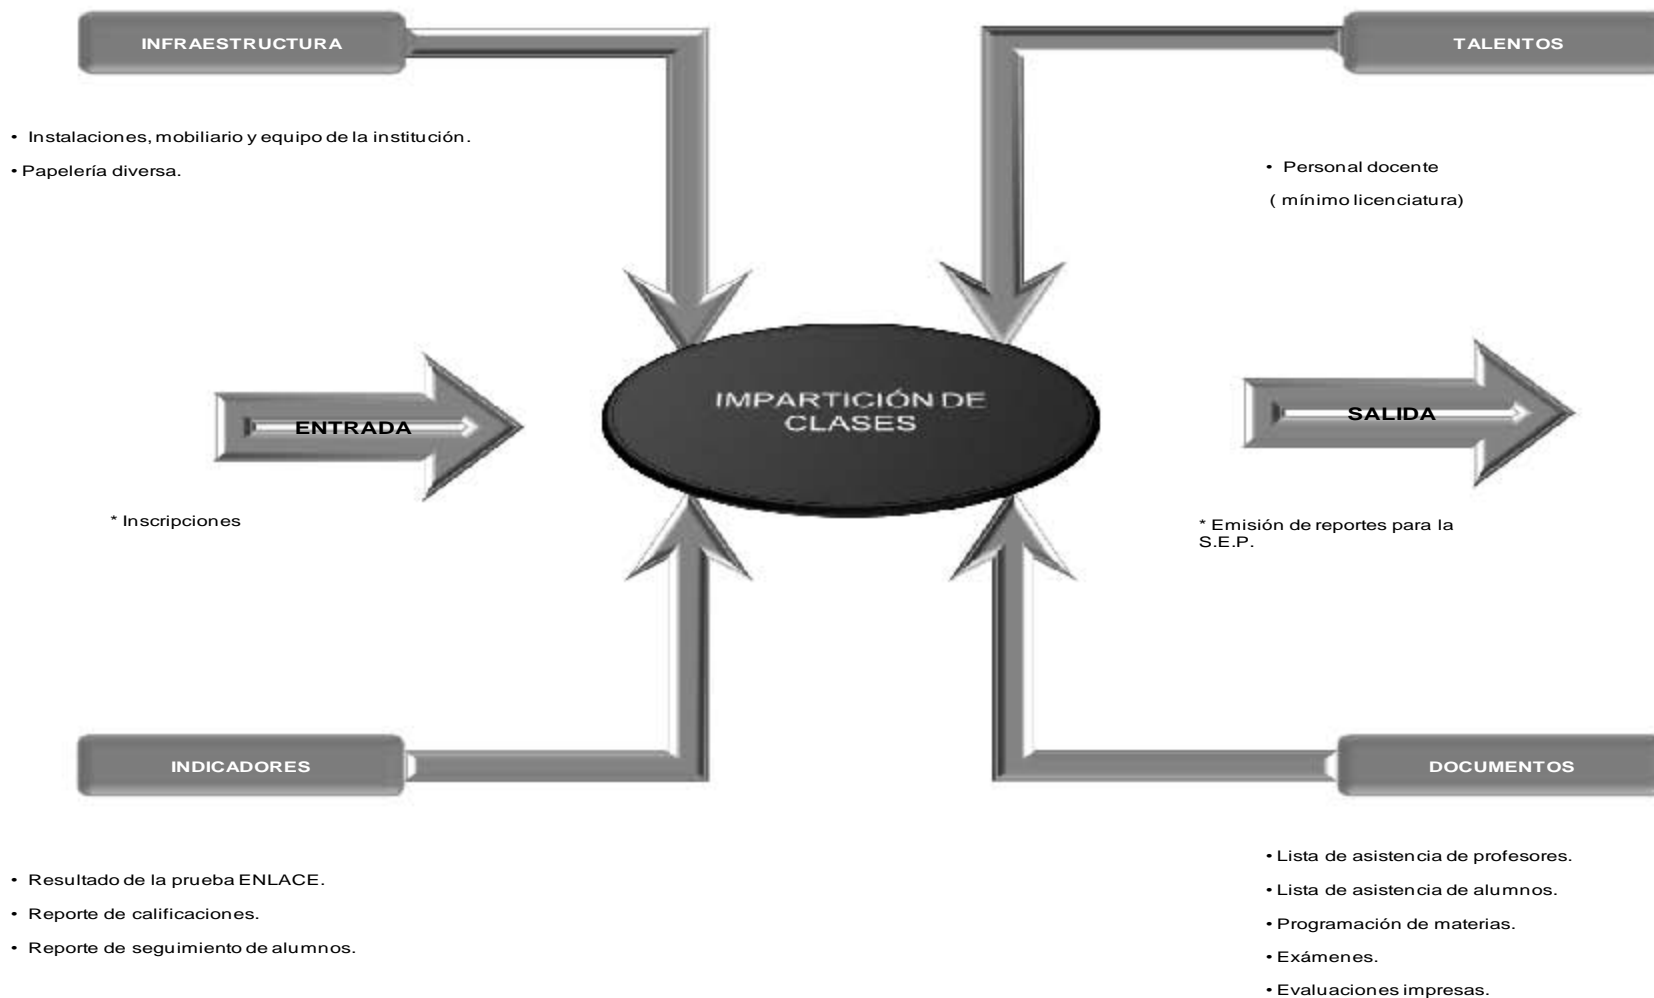 INFRAESTRUCTURA
TALENTOS
• Instalaciones, mobiliario y equipo de la institución.
• Papelería diversa.
• Personal docente
( mínimo licenciatura)
IMPARTICIÓN DE
CLASES
ENTRADA
SALIDA
* Inscripciones
* Emisión de reportes para la
S.E.P.
INDICADORES
DOCUMENTOS
• Resultado de la prueba ENLACE.
• Reporte de calificaciones.
• Reporte de seguimiento de alumnos.
• Lista de asistencia de profesores.
• Lista de asistencia de alumnos.
• Programación de materias.
• Exámenes.
• Evaluaciones impresas.